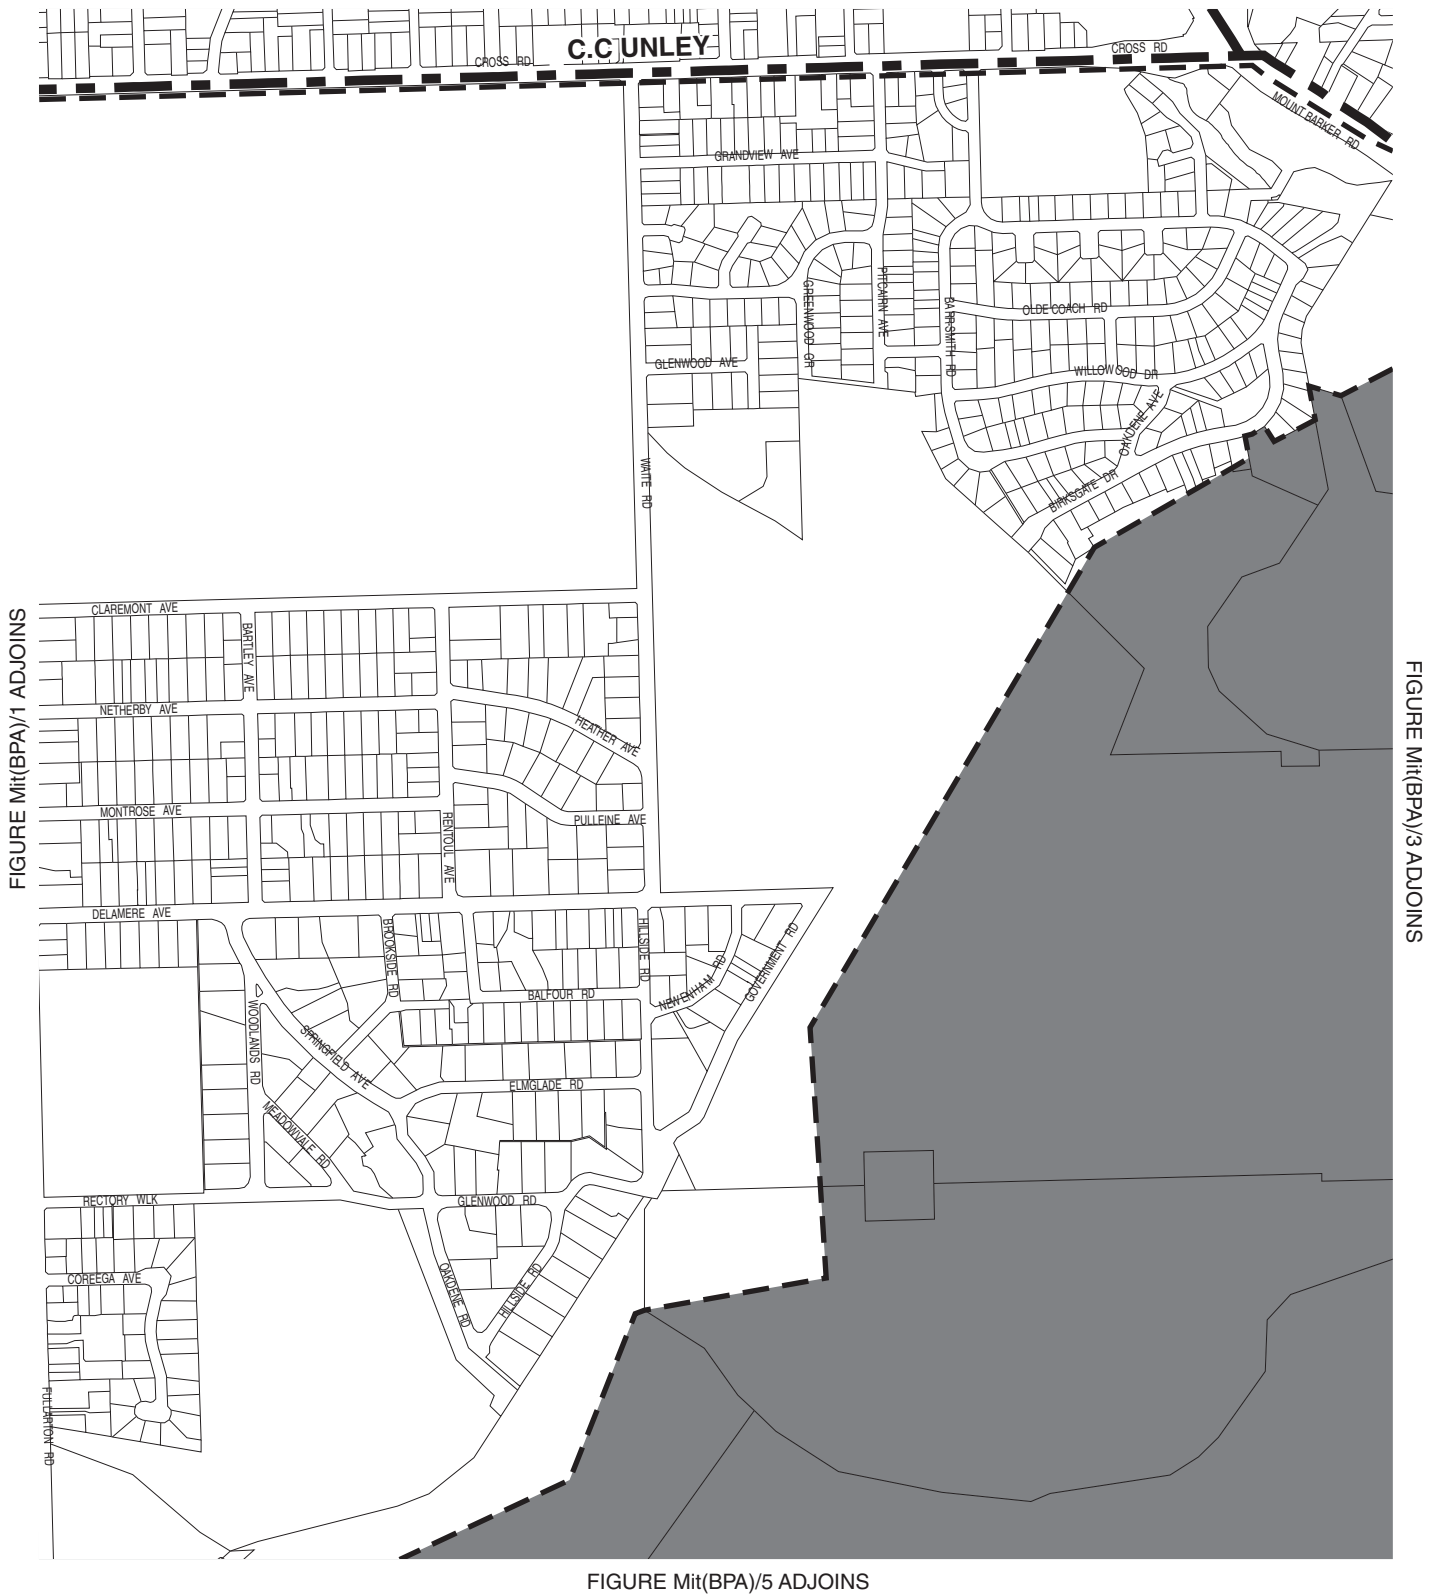 C.C UNLEY
CROSS RD
CROSS RD
MOUNT BARKER RD
GRANDVIEW AVE
GREENWOOD GR
PITCAIRN AVE
BARRSMITH RD
OLDE COACH RD
GLENWOOD AVE
WILLOWOOD DR
OAKDENE AVE
WAITE RD
BIRKSGATE DR
CLAREMONT AVE
BARTLEY AVE
NETHERBY AVE
HEATHER AVE
MONTROSE AVE
RENTOUL AVE
PULLEINE AVE
DELAMERE AVE
BROOKSIDE RD
HILLSIDE RD
NEWENHAM RD
GOVERNMENT RD
BALFOUR RD
WOODLANDS RD
SPRINGFIELD AVE
ELMGLADE RD
MEADOWVALE RD
RECTORY WLK
GLENWOOD RD
COREEGA AVE
OAKDENE RD
HILLSIDE RD
FULLARTON RD
FIGURE Mit(BPA)/1 ADJOINS
FIGURE Mit(BPA)/3 ADJOINS
FIGURE Mit(BPA)/5 ADJOINS